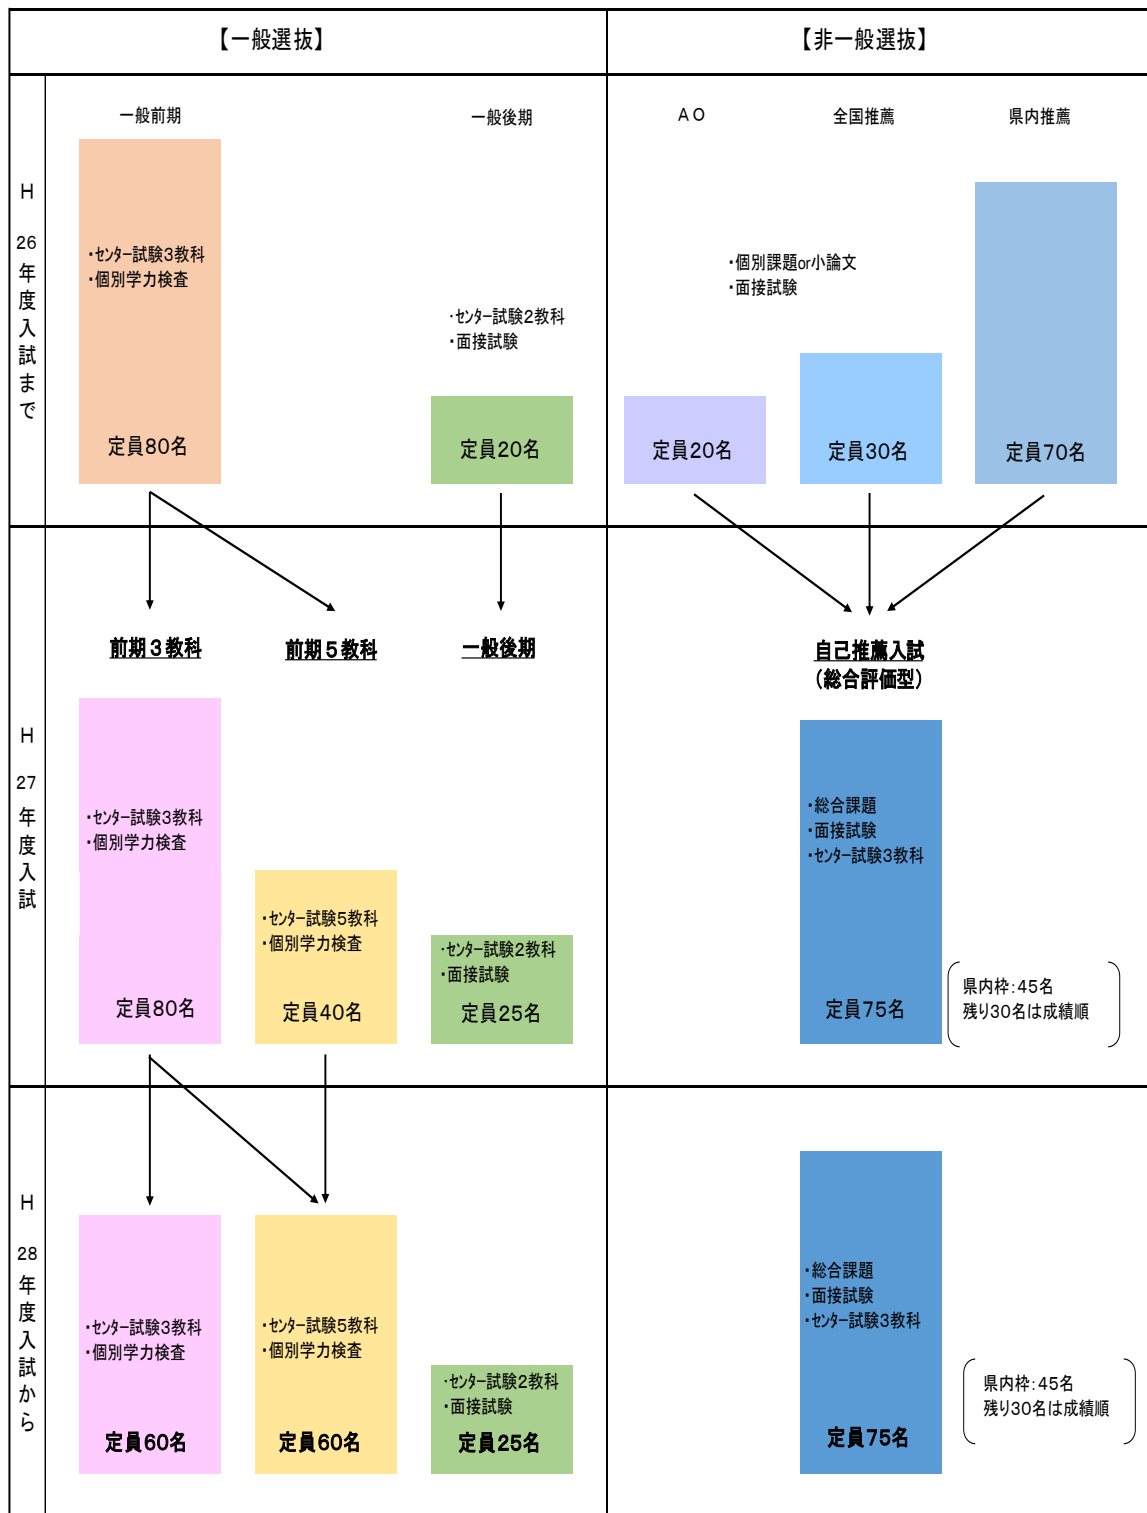 【一般選抜】
【非一般選抜】
H
26
年
度
入
試
ま
で
一般前期
一般後期
AO
全国推薦
県内推薦
・センター試験3教科
・個別学力検査
定員80名
・センター試験2教科
・面接試験
定員20名
・個別課題or小論文
・面接試験
定員20名
定員30名
定員70名
H
27
年
度
入
試
前期3教科
前期5教科
一般後期
自己推薦入試
(総合評価型)
・センター試験3教科
・個別学力検査
定員80名
・センター試験5教科
・個別学力検査
定員40名
・センター試験2教科
・面接試験
定員25名
・総合課題
・面接試験
・センター試験3教科
定員75名
県内枠:45名
残り30名は成績順
H
28
年
度
入
試
か
ら
・センター試験3教科
・個別学力検査
定員60名
・センター試験5教科
・個別学力検査
定員60名
・センター試験2教科
・面接試験
定員25名
・総合課題
・面接試験
・センター試験3教科
定員75名
県内枠:45名
残り30名は成績順